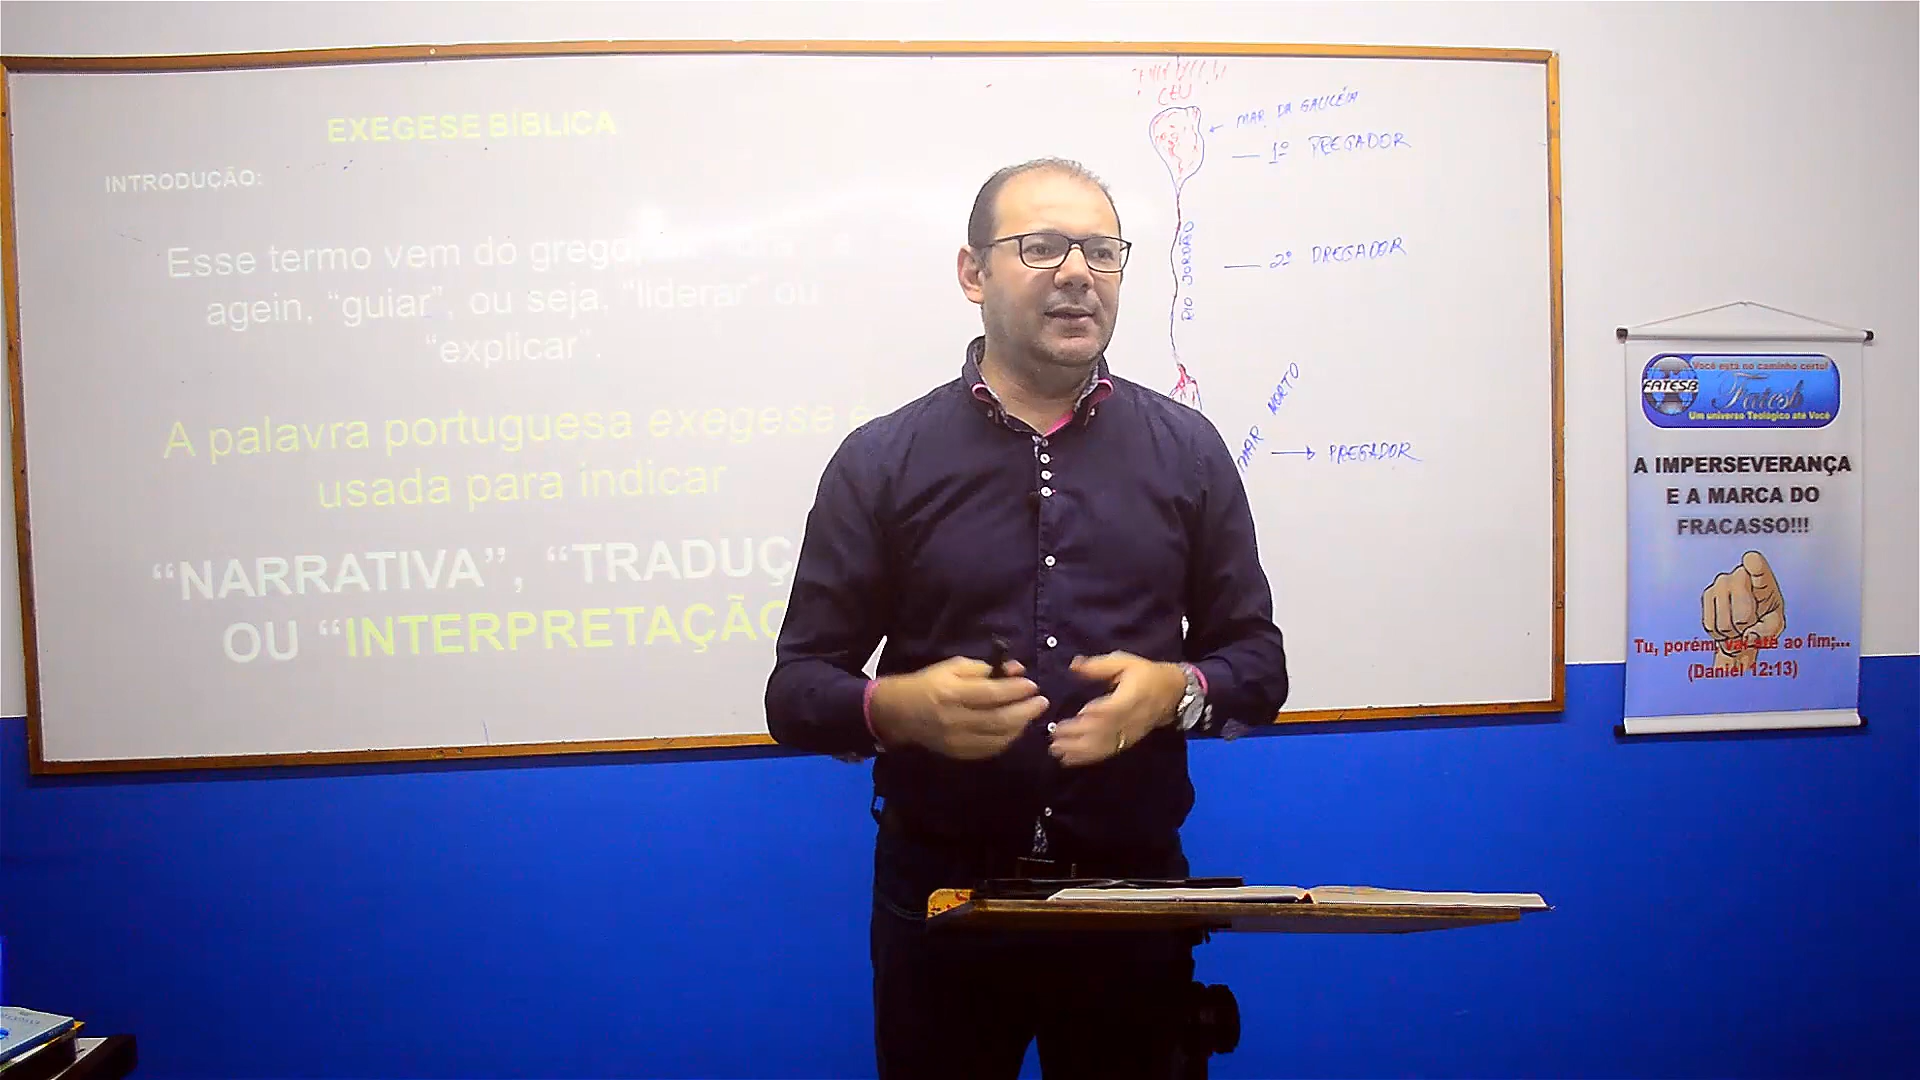 EXEGESE BÍBLICA
INTRODUÇÃO:
Esse termo vem do grego,
agein, “guiar”, ou seja, “liderar” ou
“explicar”.
A palavra portuguesa exegese é
usada para indicar
“NARRATIVA”, “TRADUÇ
OU “INTERPRETAÇÃO
CEU
MAR DA GALILÉIA
1º PREGADOR
RIO JORDÃO
2º PREGADOR
MAR MORTO
PREGADOR
Você está no caminho certo!
FATESB
Fatesb
Um universo Teológico até Você
A IMPERSEVERANÇA
E A MARCA DO
FRACASSO!!!
Tu, porém, vai até ao fim;...
(Daniel 12:13)